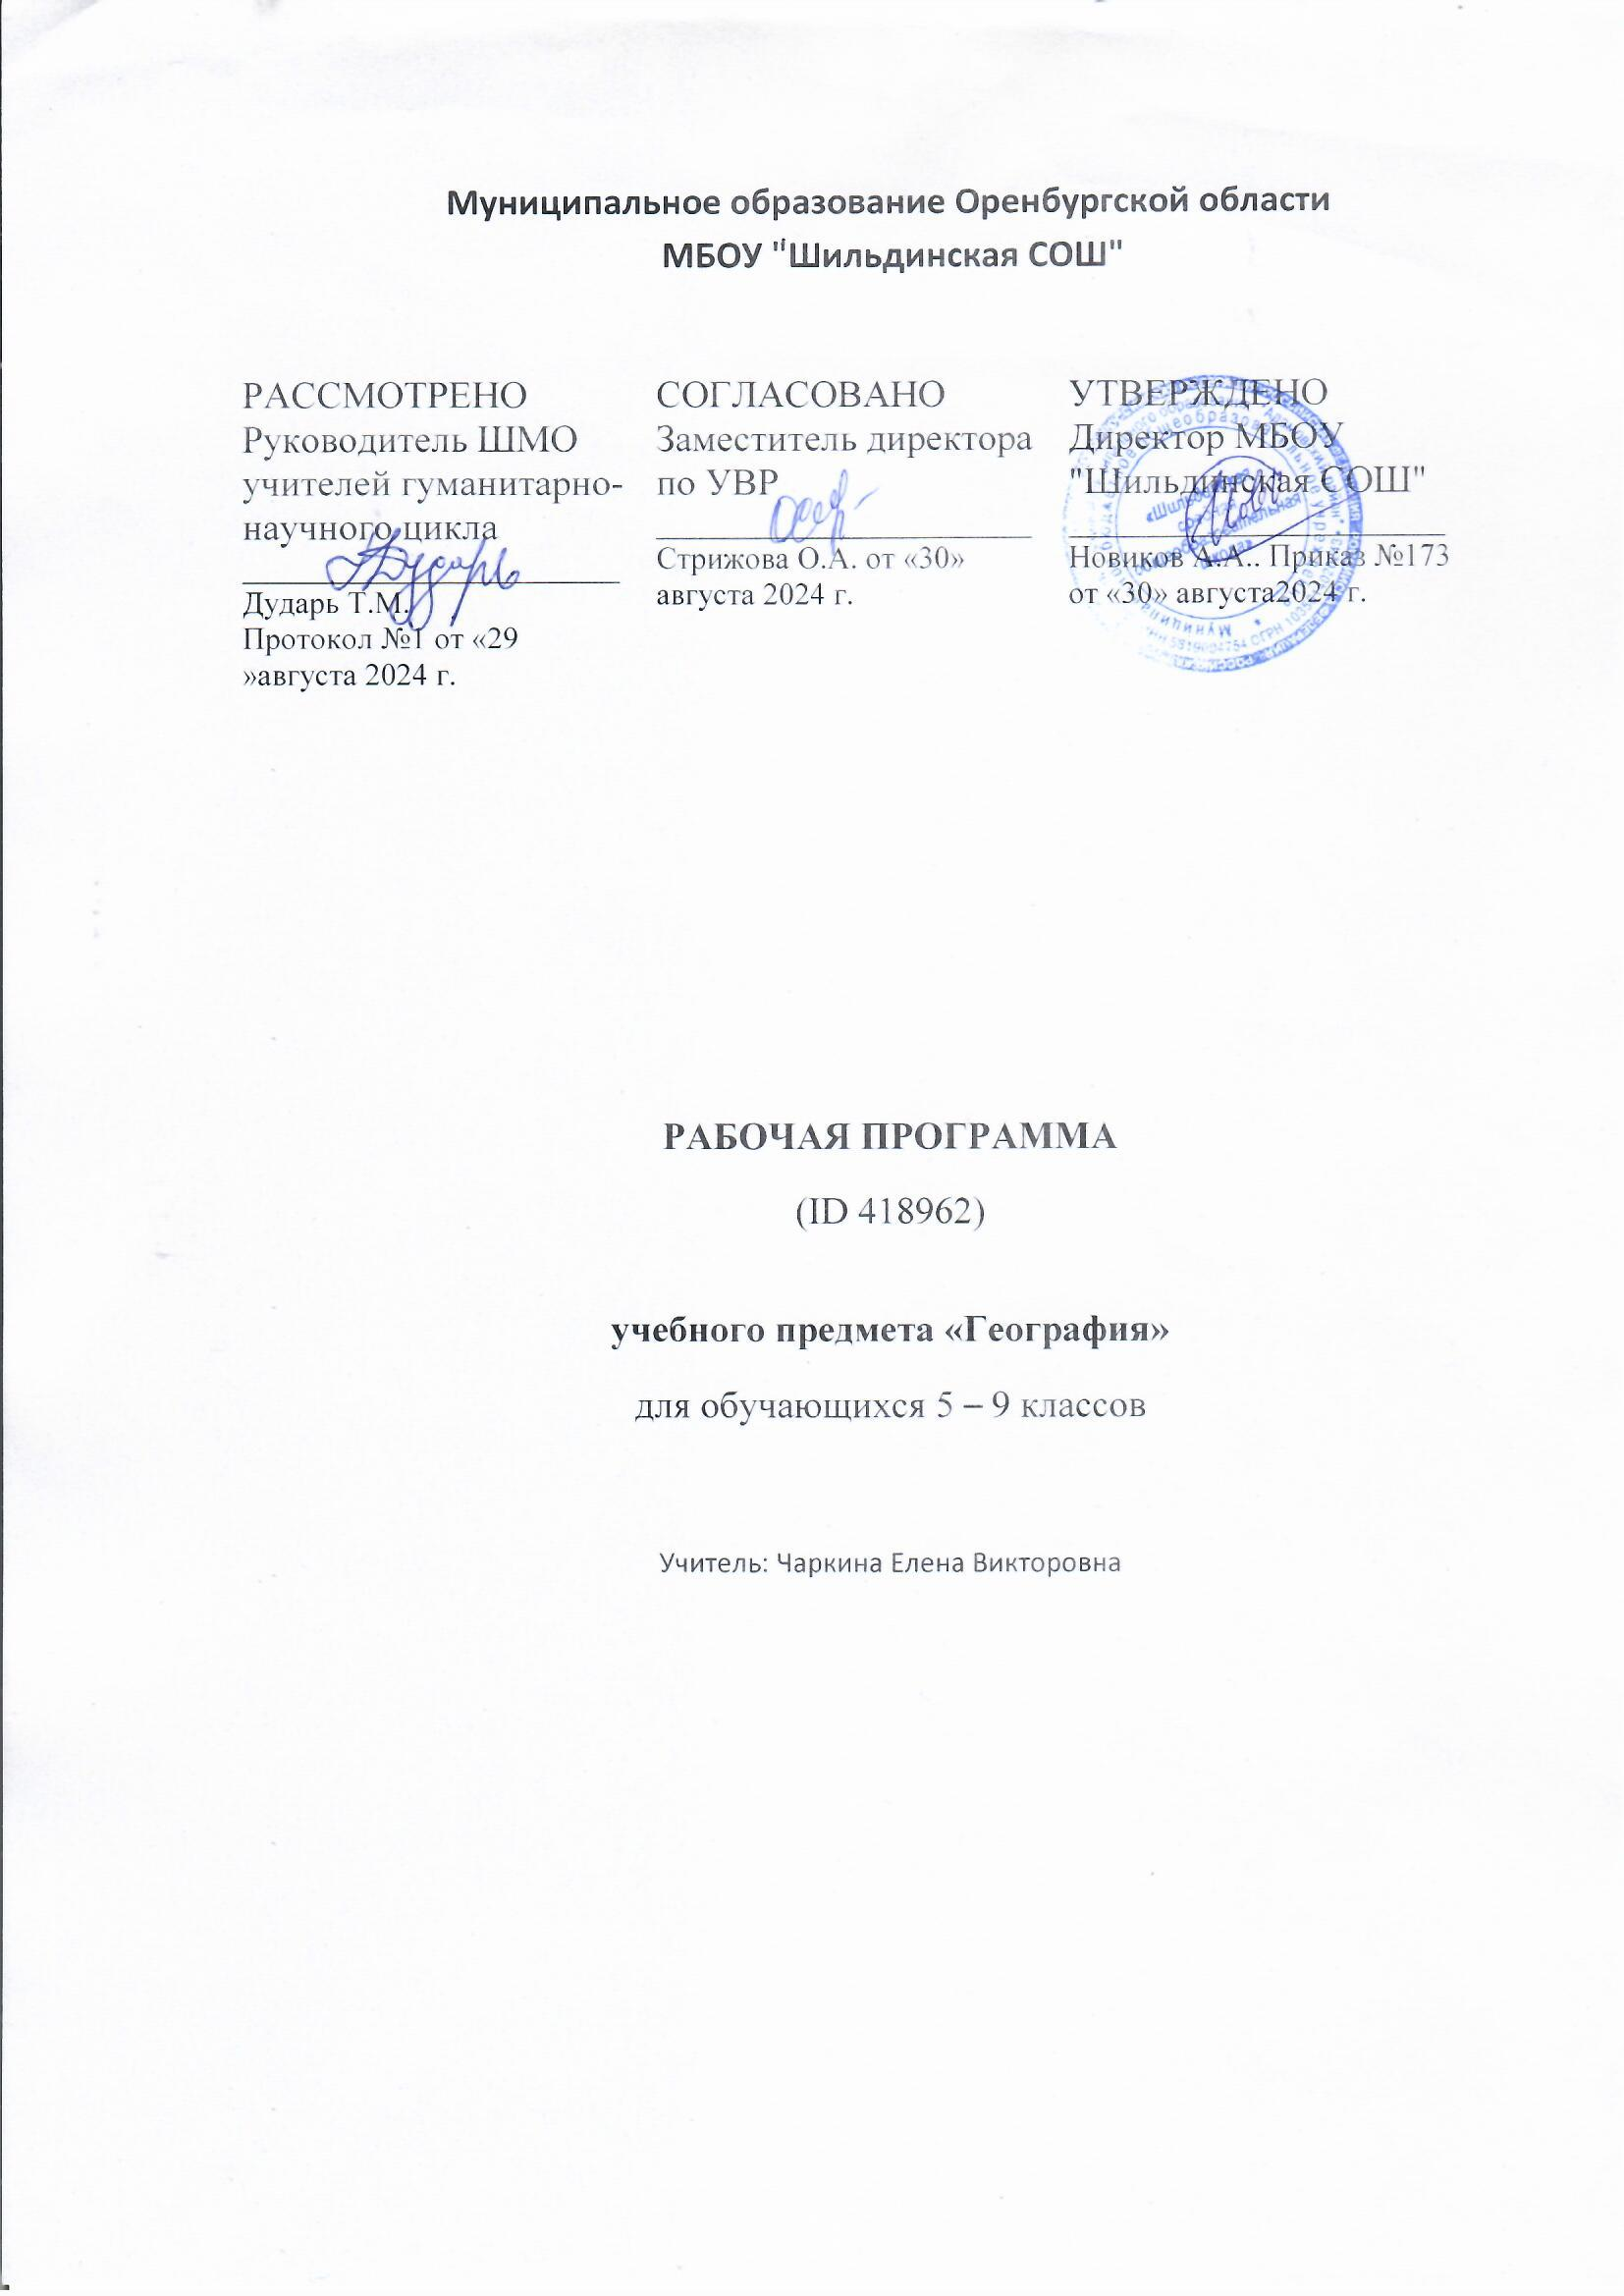 Муниципальное образование Оренбургской области
МБОУ "Шильдинская СОШ"
РАССМОТРЕНО
Руководитель ШМО
учителей гуманитарно-
научного цикла
Дударь Т.М.
Протокол №1 от «29
»августа 2024 г.
СОГЛАСОВАНО
Заместитель директора
по УВР
Стрижова О.А. от «30»
августа 2024 г.
УТВЕРЖДЕНО
Директор МБОУ
"Шильдинская СОШ"
Новиков А.А.. Приказ №173
от «30» августа2024 г.
РАБОЧАЯ ПРОГРАММА
(ID 418962)
учебного предмета «География»
для обучающихся 5 – 9 классов
Учитель: Чаркина Елена Викторовна